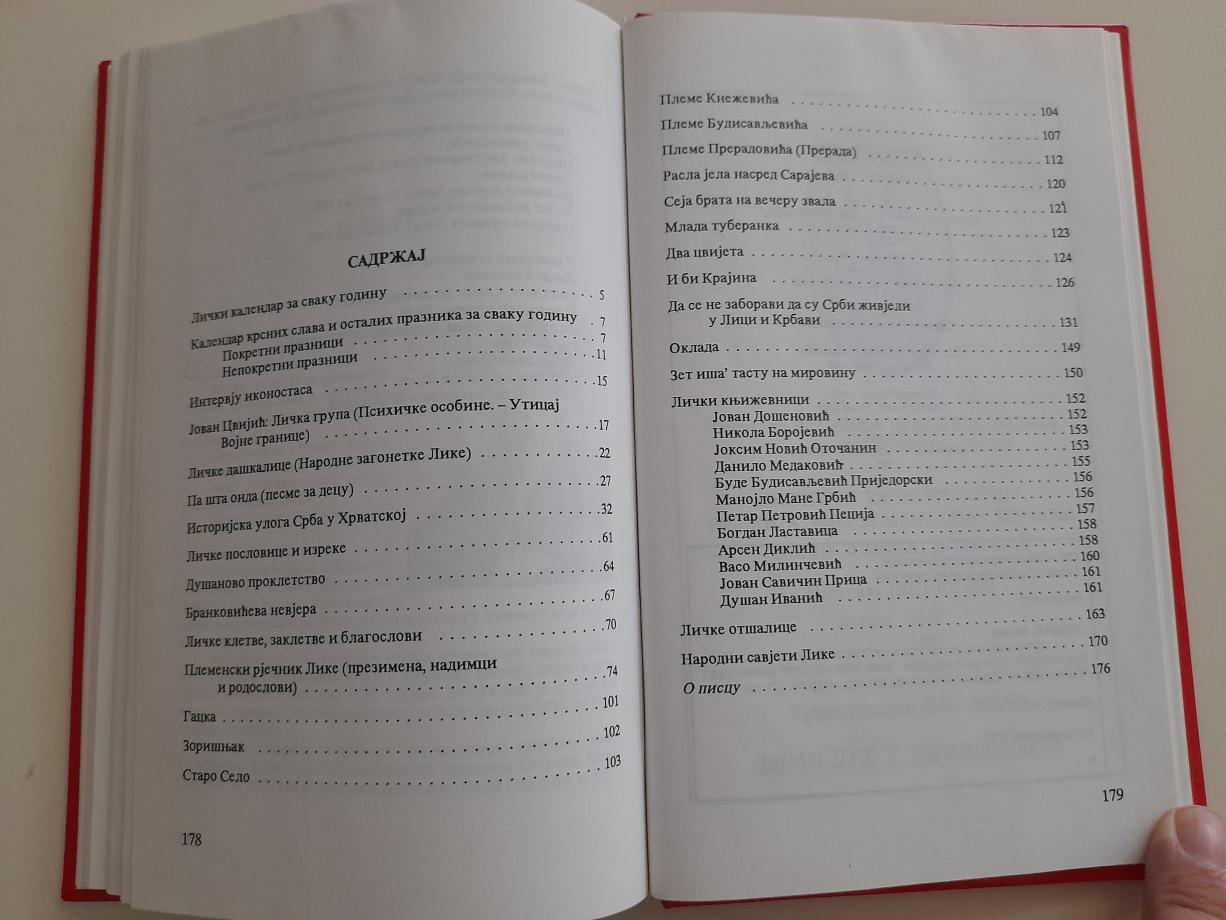 САДРЖАЈ
Лички календар за сваку годину . . . . . . . . . . . . . . . . . . . . 5
Календар крсних слава и осталих празника за сваку годину . 7
Покретни празници . . . . . . . . . . . . . . . . . . . . . . . . 7
Непокретни празници . . . . . . . . . . . . . . . . . . . . . . 11
Интервју иконостаса . . . . . . . . . . . . . . . . . . . . . . . . 15
Јован Цвијић: Личка група (Психичке особине. – Утицај
Војне границе) . . . . . . . . . . . . . . . . . . . . . . . . . . 17
Личке дашкалице (Народне загонетке Лике) . . . . . . . . . . . 22
Па шта онда (песме за децу) . . . . . . . . . . . . . . . . . . . . 27
Историјска улога Срба у Хрватској . . . . . . . . . . . . . . . . 32
Личке пословице и изреке . . . . . . . . . . . . . . . . . . . . . . 61
Душаново проклетство . . . . . . . . . . . . . . . . . . . . . . . . 64
Бранковићева невјера . . . . . . . . . . . . . . . . . . . . . . . . 67
Личке клетве, заклетве и благослови . . . . . . . . . . . . . . . 70
Племенски рјечник Лике (презимена, надимци
и родослови) . . . . . . . . . . . . . . . . . . . . . . . . . . . 74
Гацка . . . . . . . . . . . . . . . . . . . . . . . . . . . . . . . . 101
Зоришњак . . . . . . . . . . . . . . . . . . . . . . . . . . . . . 102
Старо Село . . . . . . . . . . . . . . . . . . . . . . . . . . . . 103
178
Племе Кнежевића . . . . . . . . . . . . . . . . . . . . . . . . 104
Племе Будисављевића . . . . . . . . . . . . . . . . . . . . . . 107
Племе Прерадовића (Прерада) . . . . . . . . . . . . . . . . . 112
Расла јела насред Сарајева . . . . . . . . . . . . . . . . . . . 120
Сеја брата на вечеру звала . . . . . . . . . . . . . . . . . . . 121
Млада туберанка . . . . . . . . . . . . . . . . . . . . . . . . . 123
Два цвијета . . . . . . . . . . . . . . . . . . . . . . . . . . . . 124
И би Крајина . . . . . . . . . . . . . . . . . . . . . . . . . . . 126
Да се не заборави да су Срби живјели
у Лици и Крбави . . . . . . . . . . . . . . . . . . . . . . . 131
Оклада . . . . . . . . . . . . . . . . . . . . . . . . . . . . . . . 149
Зет иша’ тасту на мировину . . . . . . . . . . . . . . . . . . . 150
Лички књижевници . . . . . . . . . . . . . . . . . . . . . . . . 152
Јован Дошеновић . . . . . . . . . . . . . . . . . . . . . . . 152
Никола Боројевић . . . . . . . . . . . . . . . . . . . . . . . 153
Јоксим Новић Оточанин . . . . . . . . . . . . . . . . . . . 153
Данило Медаковић . . . . . . . . . . . . . . . . . . . . . . 155
Буде Будисављевић Приједорски . . . . . . . . . . . . . . 156
Манојло Мане Грбић . . . . . . . . . . . . . . . . . . . . . 156
Петар Петровић Пеција . . . . . . . . . . . . . . . . . . . 157
Богдан Ластавица . . . . . . . . . . . . . . . . . . . . . . . 158
Арсен Диклић . . . . . . . . . . . . . . . . . . . . . . . . . 158
Васо Милинчевић . . . . . . . . . . . . . . . . . . . . . . . 160
Јован Савичин Прица . . . . . . . . . . . . . . . . . . . . . 161
Душан Иванић . . . . . . . . . . . . . . . . . . . . . . . . . 161
Личке отшалице . . . . . . . . . . . . . . . . . . . . . . . . . . 163
Народни савјети Лике . . . . . . . . . . . . . . . . . . . . . . . 170
О писцу . . . . . . . . . . . . . . . . . . . . . . . . . . . . . . . 176
179